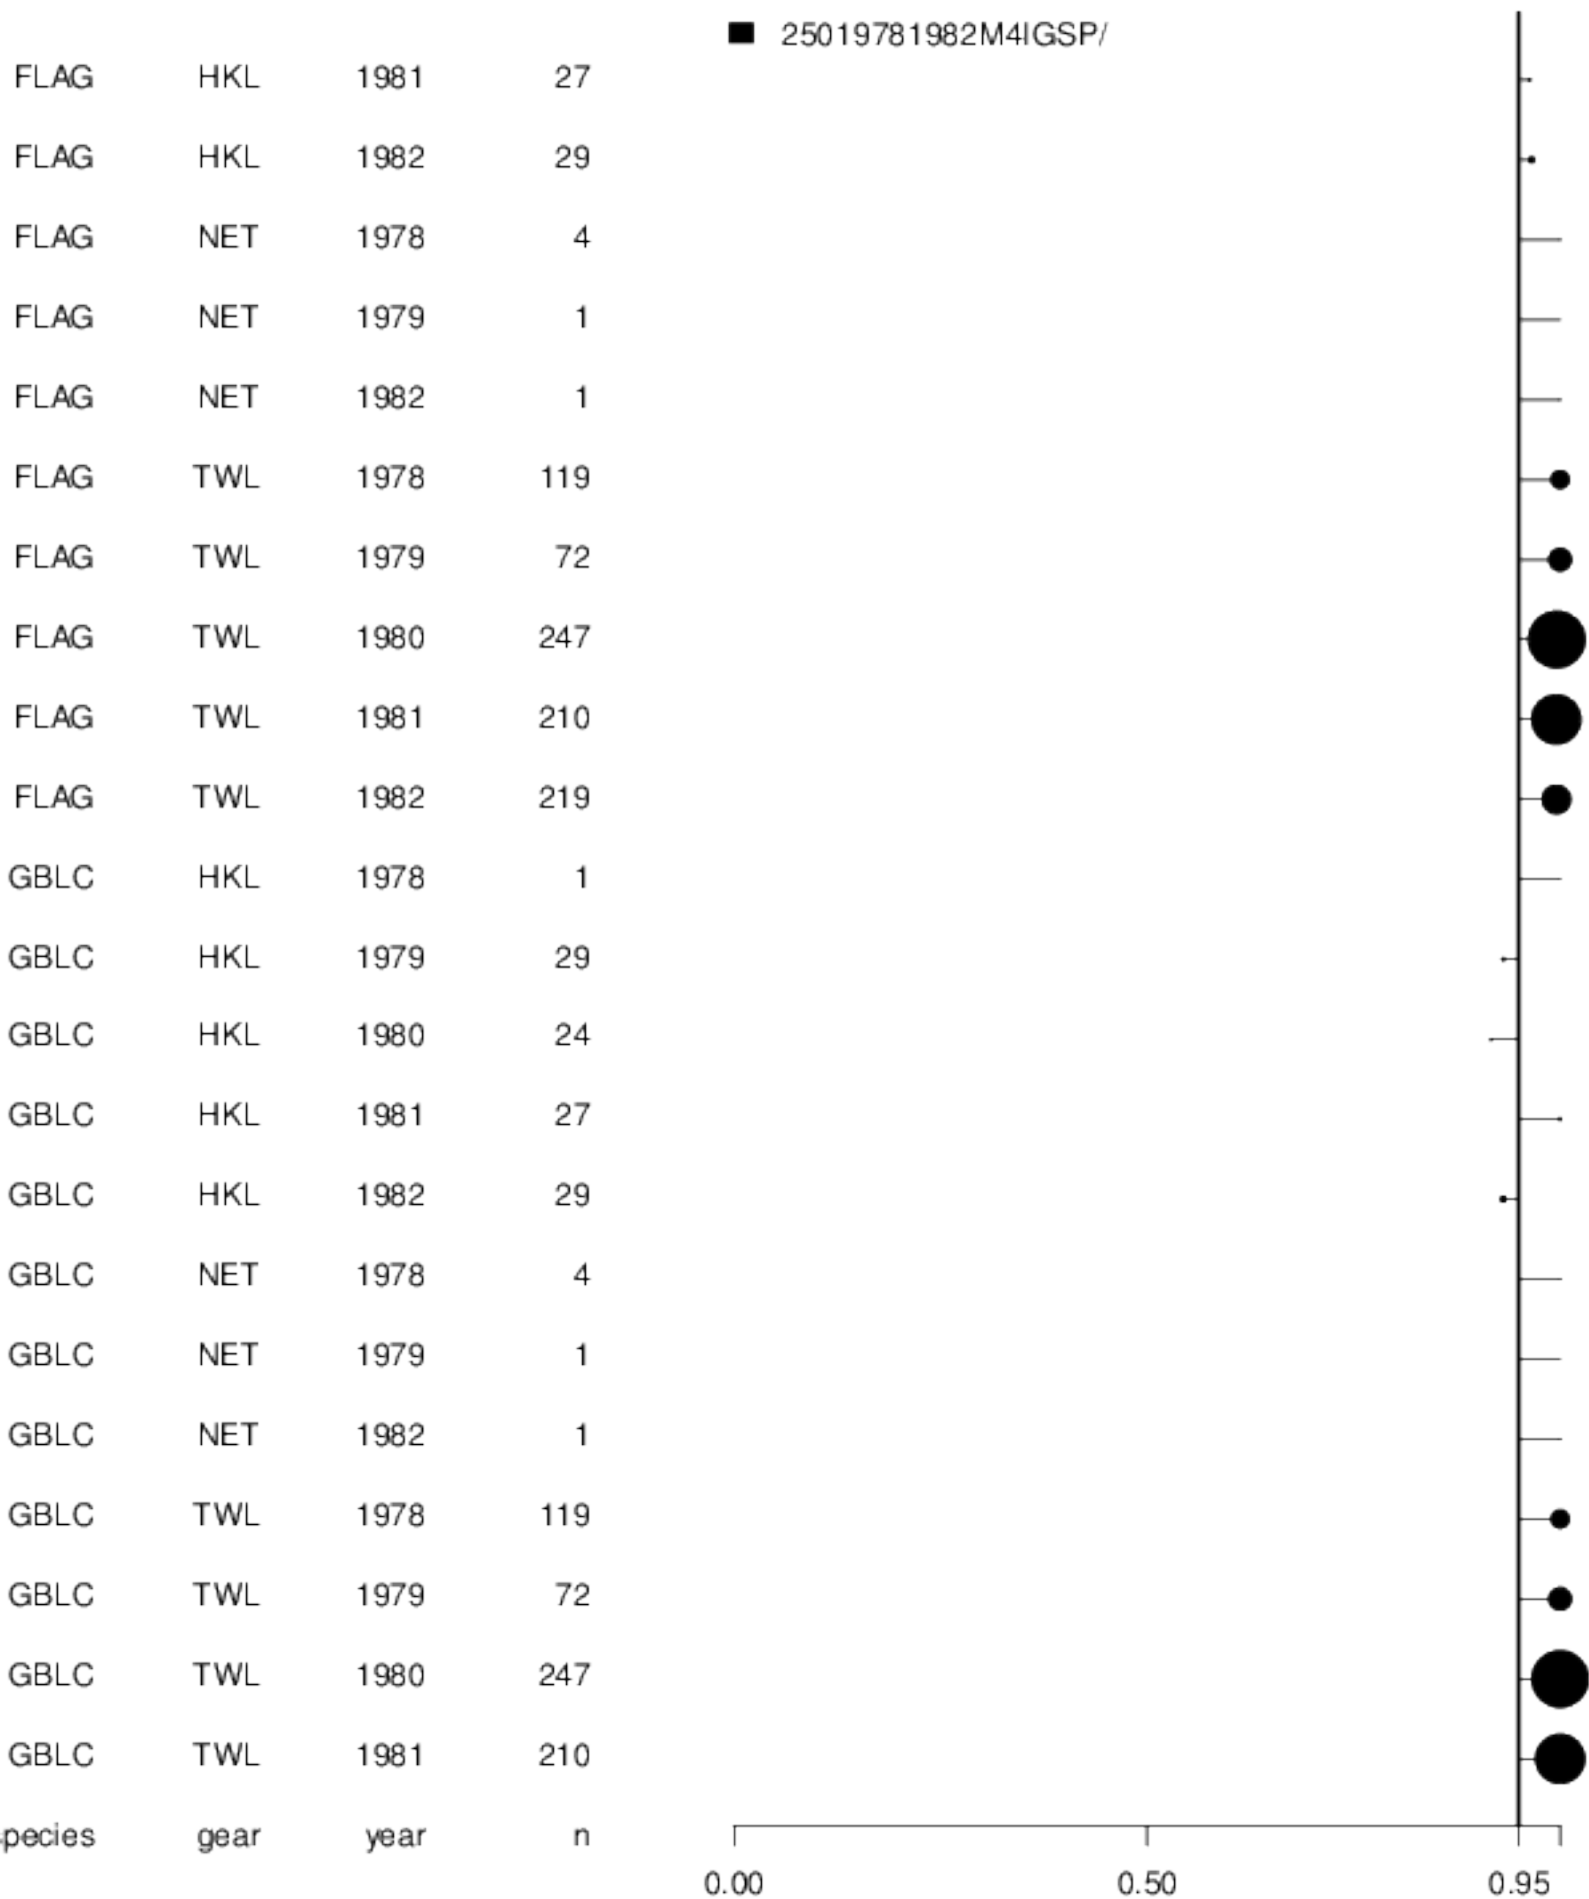 25019781982M4IGSP/
FLAG HKL 1981 27
FLAG HKL 1982 29
FLAG NET 1978 4
FLAG NET 1979 1
FLAG NET 1982 1
FLAG TWL 1978 119
FLAG TWL 1979 72
FLAG TWL 1980 247
FLAG TWL 1981 210
FLAG TWL 1982 219
GBLC HKL 1978 1
GBLC HKL 1979 29
GBLC HKL 1980 24
GBLC HKL 1981 27
GBLC HKL 1982 29
GBLC NET 1978 4
GBLC NET 1979 1
GBLC NET 1982 1
GBLC TWL 1978 119
GBLC TWL 1979 72
GBLC TWL 1980 247
GBLC TWL 1981 210
pecies gear year n
0.00 0.50 0.95